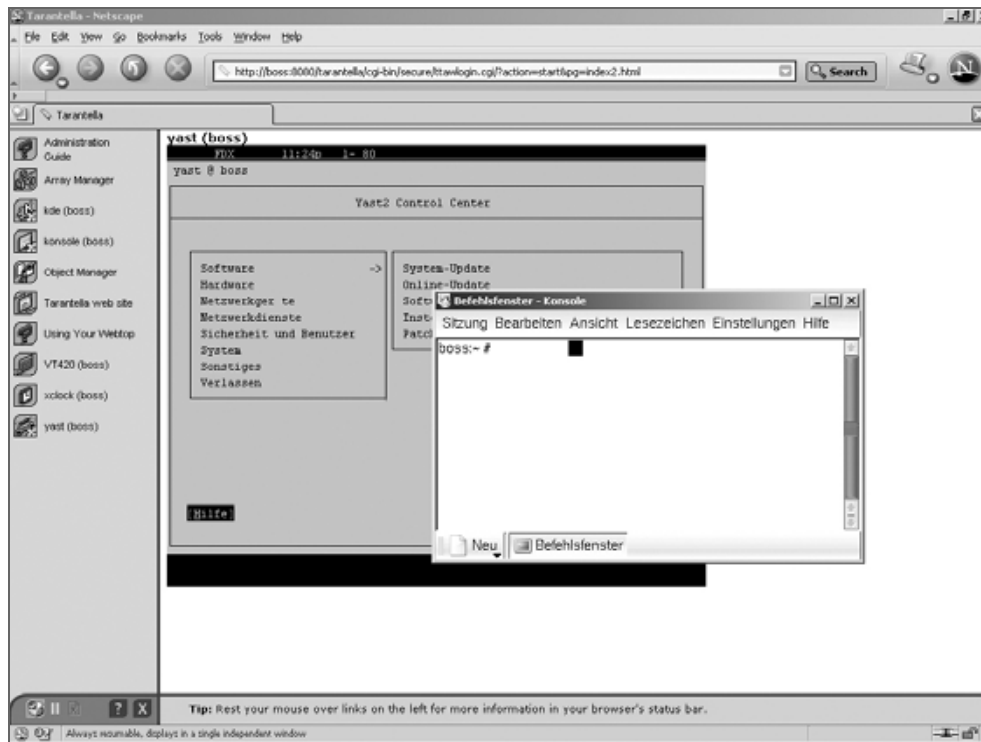 Tarantella - Netscape
File Edit View Go Bookmarks Tools Window Help
http://boss:8000/tarantella/cgi-bin/secure/ttawlogin.cgi/?action=start&pg=index2.html
Search
N
Tarantella
Administration
Guide
Array Manager
kde (boss)
konsole (boss)
Object Manager
Tarantella web site
Using Your Webtop
VT420 (boss)
xclock (boss)
yast (boss)
yast (boss)
FDX 11:24p 1- 80
yast @ boss
Yast2 Control Center
Software ->
Hardware
Netzwerkger te
Netzwerkdienste
Sicherheit und Benutzer
System
Sonstiges
Verlassen
System-Update
Online-Update
Soft
Inst
Patc
[Hilfe]
Befehlsfenster - Konsole
Sitzung Bearbeiten Ansicht Lesezeichen Einstellungen Hilfe
boss:~ #
Neu
Befehlsfenster
? X
Tip: Rest your mouse over links on the left for more information in your browser's status bar.
Always resumable, displays in a single independent window